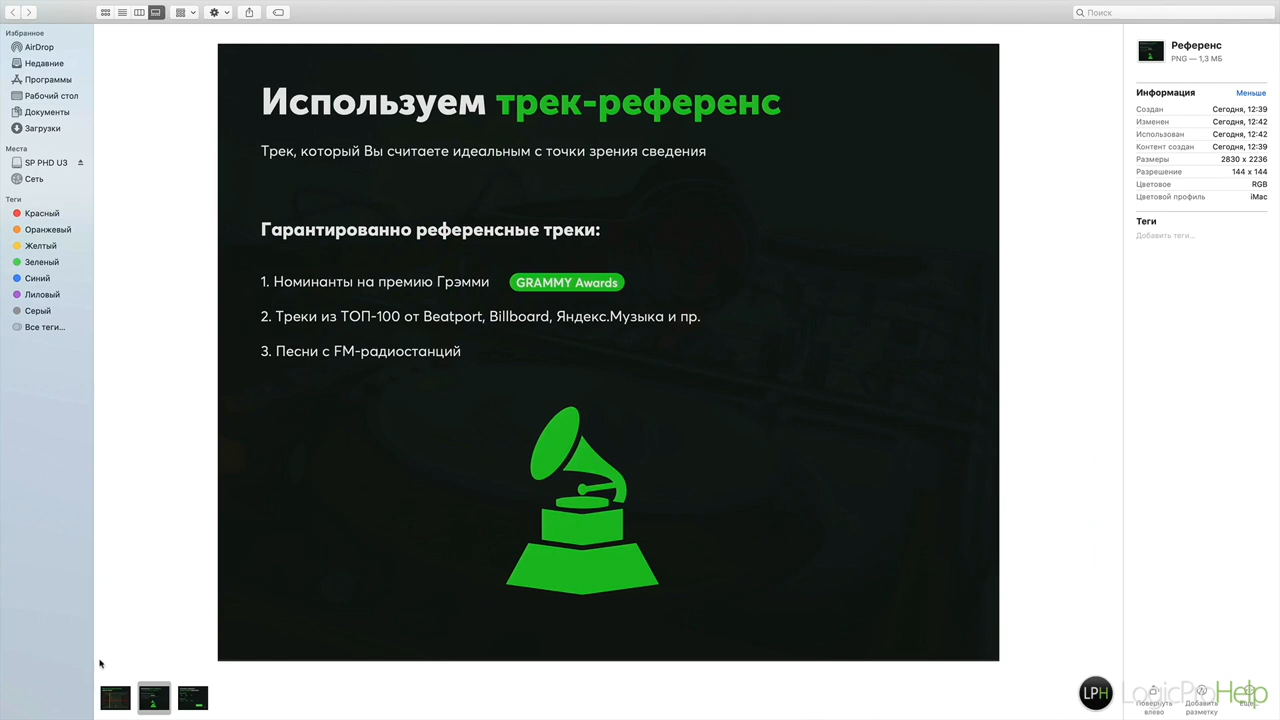 Поиск
Избранное
AirDrop
Недавние
Программы
Рабочий стол
Документы
Загрузки
Места
SP PHD U3
Сеть
Теги
Красный
Оранжевый
Желтый
Зеленый
Синий
Лиловый
Серый
Все теги...
Используем трек-референс
Трек, который Вы считаете идеальным с точки зрения сведения
Гарантированно референсные треки:
1. Номинанты на премию Грэмми GRAMMY Awards
2. Треки из ТОП-100 от Beatport, Billboard, Яндекс.Музыка и пр.
3. Песни с FM-радиостанций
Референс
PNG — 1,3 МБ
Информация Меньше
Создан Сегодня, 12:39
Изменен Сегодня, 12:42
Использован Сегодня, 12:42
Контент создан Сегодня, 12:39
Размеры 2830 x 2236
Разрешение 144 x 144
Цветовое RGB
Цветовой профиль iMac
Теги
Добавить теги...
LPH LogicProHelp
Повернуть влево
Добавить разметку